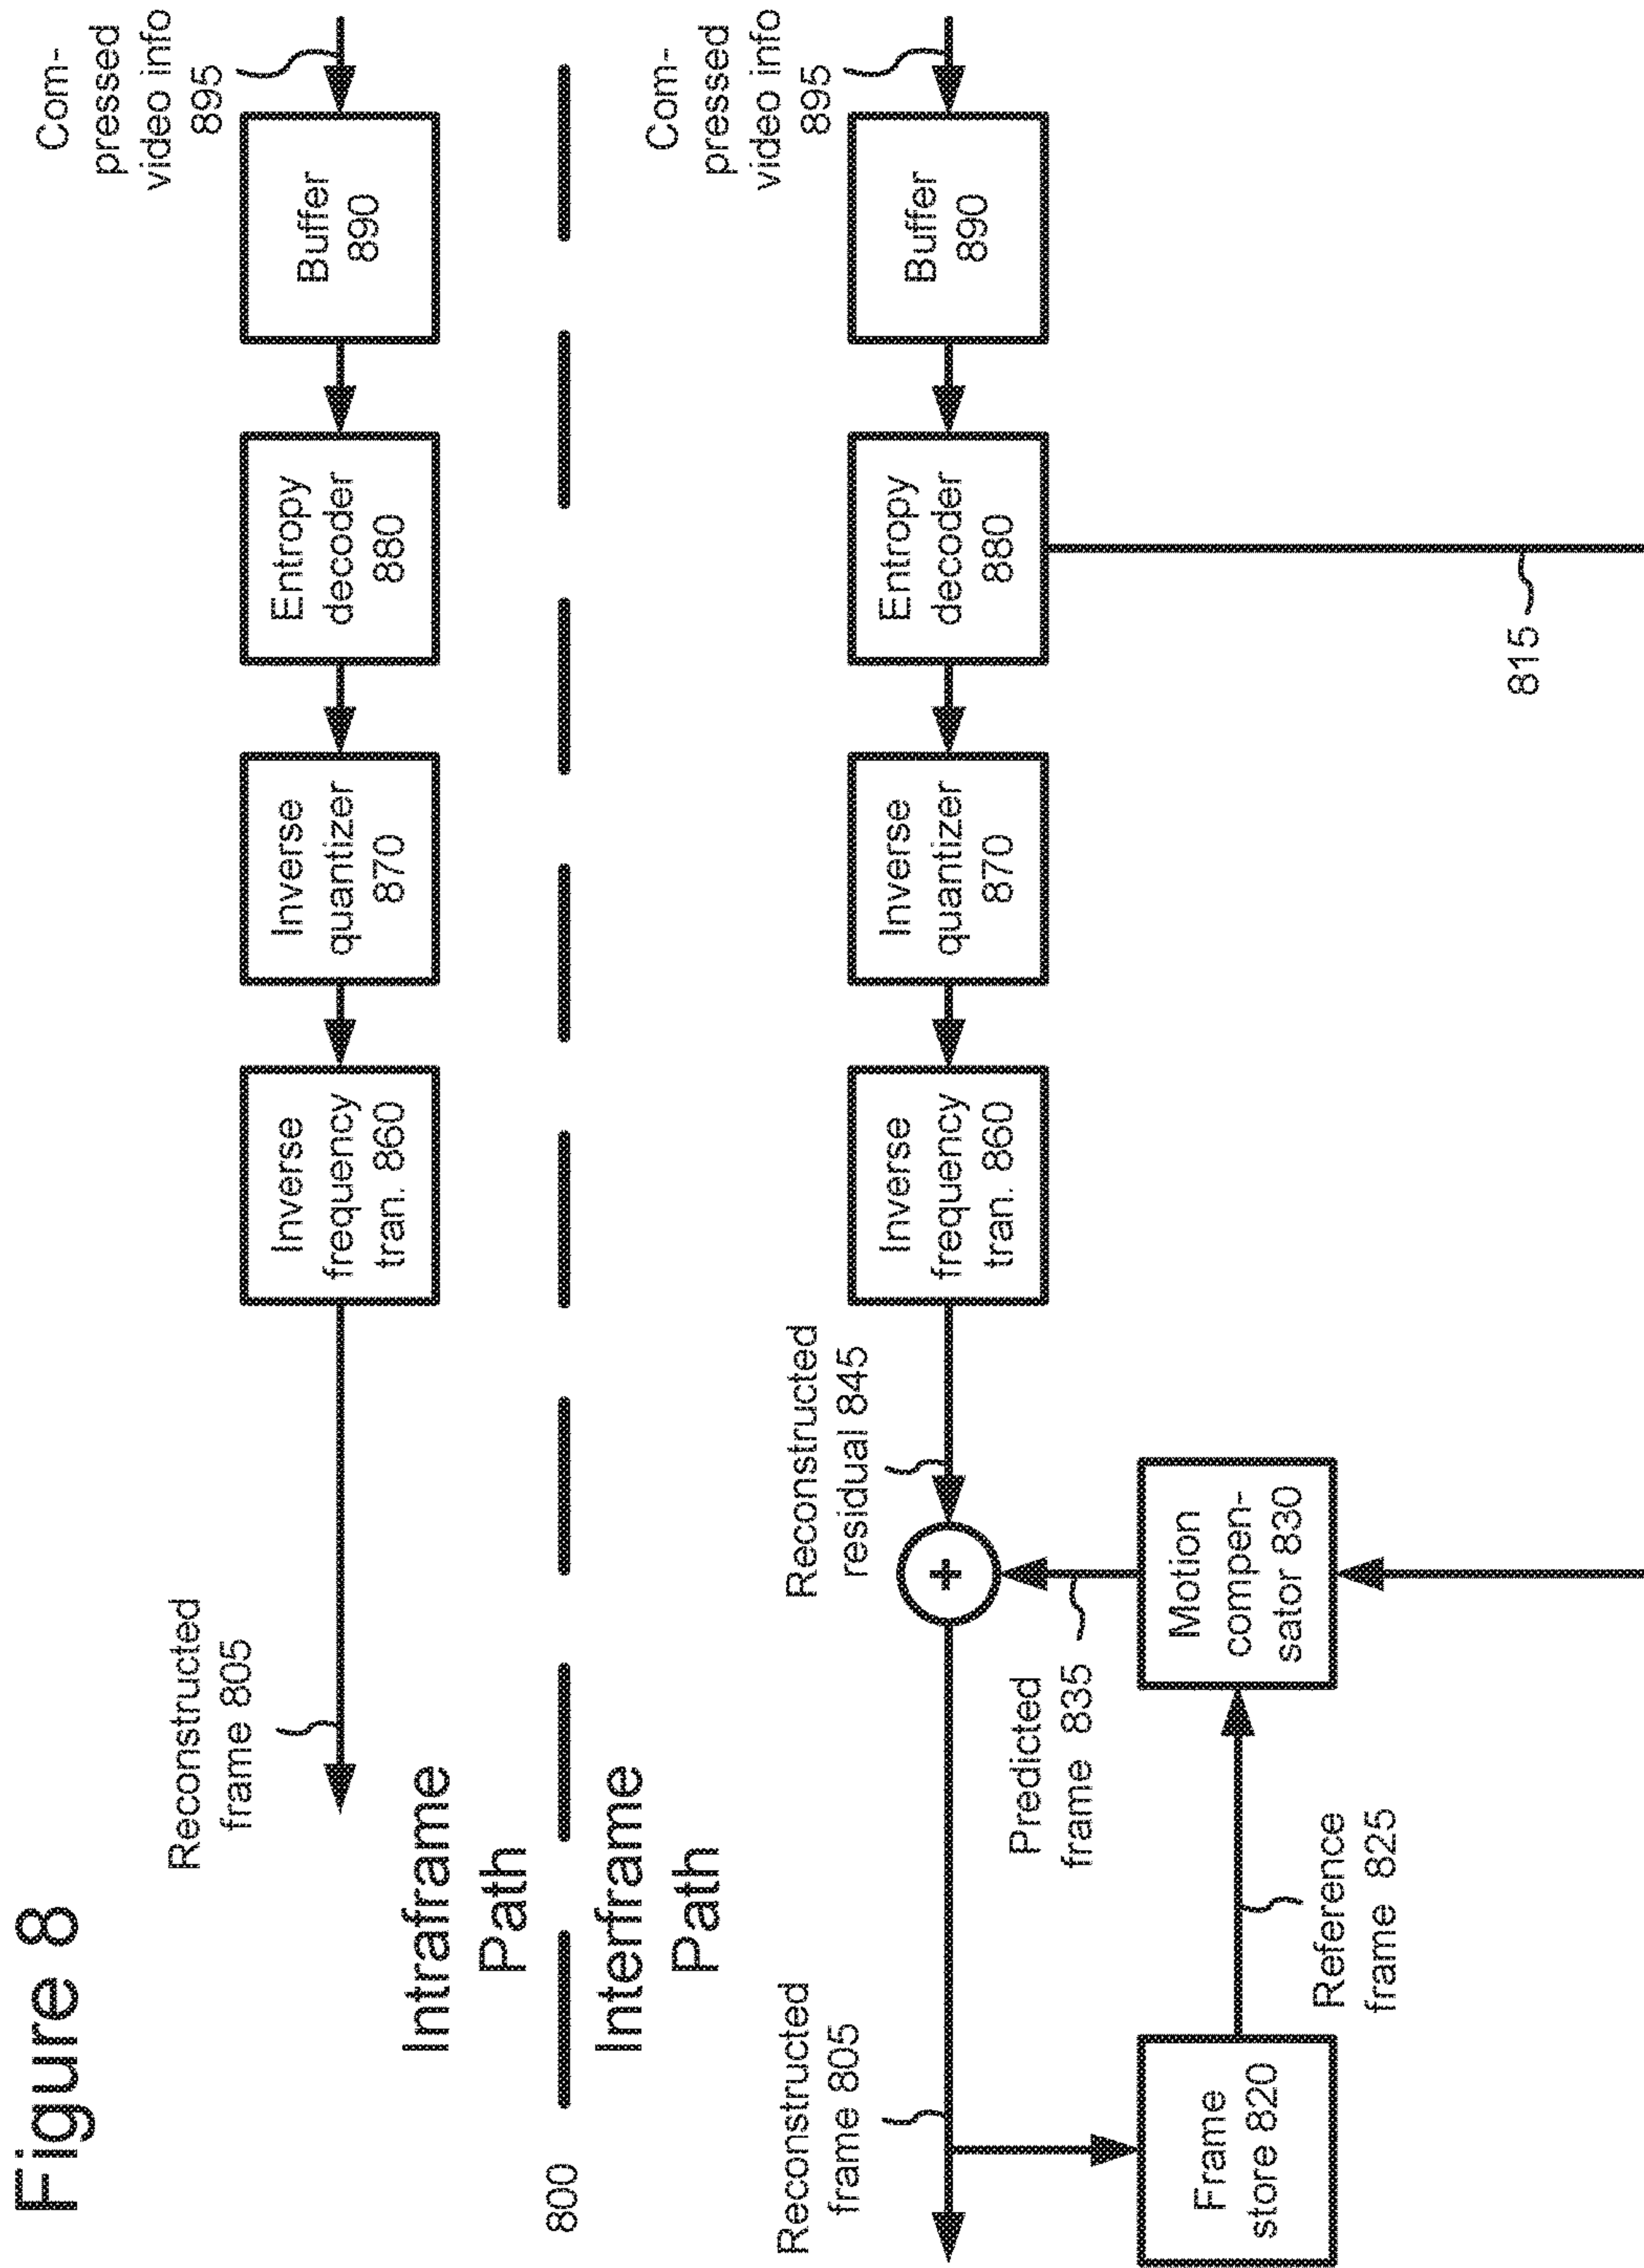 Figure 8
Reconstructed
frame 805
Inverse
frequency
tran. 860
Inverse
quantizer
870
Entropy
decoder
880
Buffer
890
Com-
pressed
video info
895
Intraframe
Path
800
Interframe
Path
Reconstructed
frame 805
Reconstructed
residual 845
Inverse
frequency
tran. 860
Inverse
quantizer
870
Entropy
decoder
880
Buffer
890
Com-
pressed
video info
895
+
Predicted
frame 835
Frame
store 820
Reference
frame 825
Motion
compen-
sator 830
815